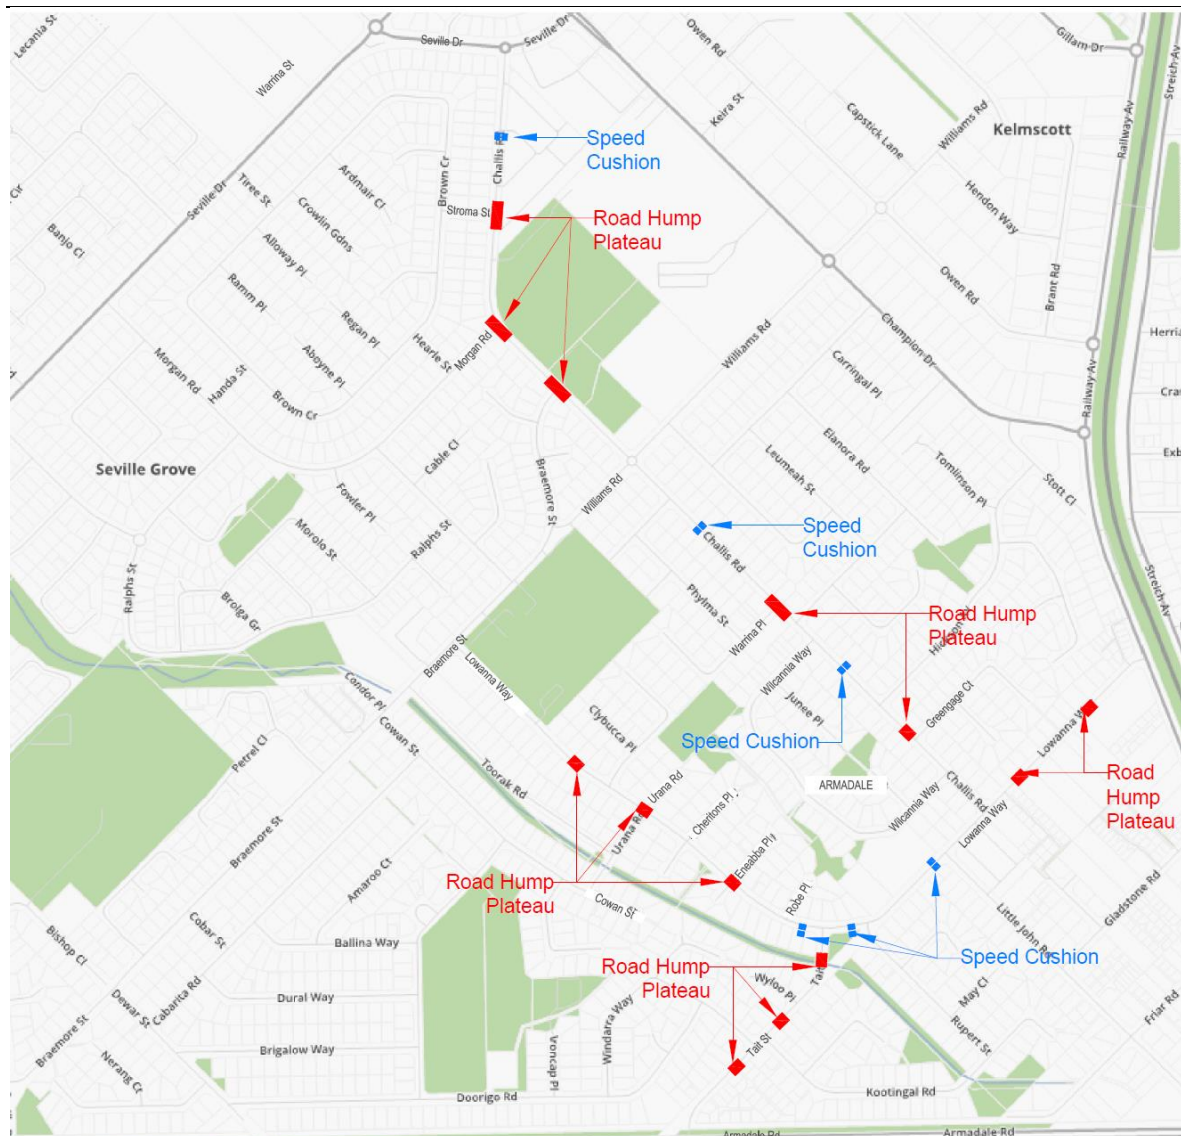 Lecania St
Seville Dr
Seville Dr
Owen Rd
Gillam Dr
Streich Av
Warrina St
Keira St
Capstick Lane
Williams Rd
Kelmscott
Railway Av
Speed
Cushion
Challis R
Brown Cr
Ardmair Cl
Tiree St
Crowlin Gdns
Seville Dr
Stroma St
Road Hump
Plateau
Hendon Way
Banjo Cl
Alloway Pl
Ramm Pl
Regan Pl
Owen Rd
Brant Rd
Morgan Rd
Handa St
Aboyne Pl
Hearle St
Morgan Rd
Williams Rd
Champion Dr
Carringal Pl
Railway Av
Herria
Brown Cr
Cra
Seville Grove
Cable Cl
Braemore St
Williams Rd
Leumeah St
Elanora Rd
Tomlinson Pl
Stott Cl
Exb
Fowler Pl
Morolo St
Ralphs St
Challis Rd
Speed
Cushion
Ralphs St
Brolga Gr
Phylma St
Warrina Pl
Road Hump
Plateau
Streich Av
Braemore St
Lowanna Way
Wilcannia Way
Junee Pl
Greengage Ct
Condor Pl
Cowan St
Petrel Cl
Clybucca Pl
Speed Cushion
Lowanna W
Toorak Rd
Urana Rd
Urana Rd
Cheritons Pl
ARMADALE
Wilcannia Way
Challis Rd
Lowanna Way
Road
Hump
Plateau
Braemore St
Amaroo Ct
Road Hump
Plateau
Eneabba Pl
Robe Pl
Cowan St
Gladstone Rd
Little John Rd
Bishop Cl
Cobar St
Ballina Way
Road Hump
Plateau
Speed Cushion
Tait
Wyloo Pl
May Cl
Friar Rd
Dewar St
Cabarita Rd
Dural Way
Windarra Way
Rupert St
Braemore St
Nerang Ct
Brigalow Way
Voncap Pl
Tait St
Doorigo Rd
Kootingal Rd
Armadale Rd
Armadale Rd